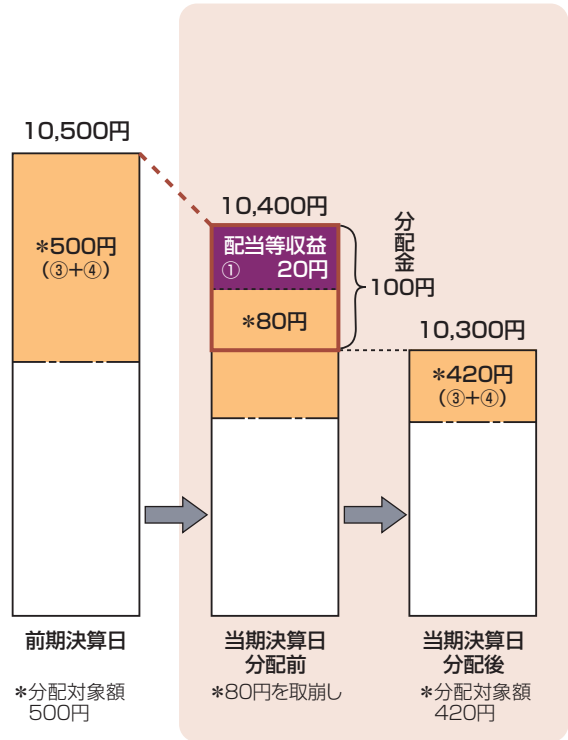 10,500円
*500円
(③+④)
10,400円
配当等収益
① 20円
*80円
分配金
100円
10,300円
*420円
(③+④)
前期決算日
*分配対象額
500円
当期決算日
分配前
*80円を取崩し
当期決算日
分配後
*分配対象額
420円